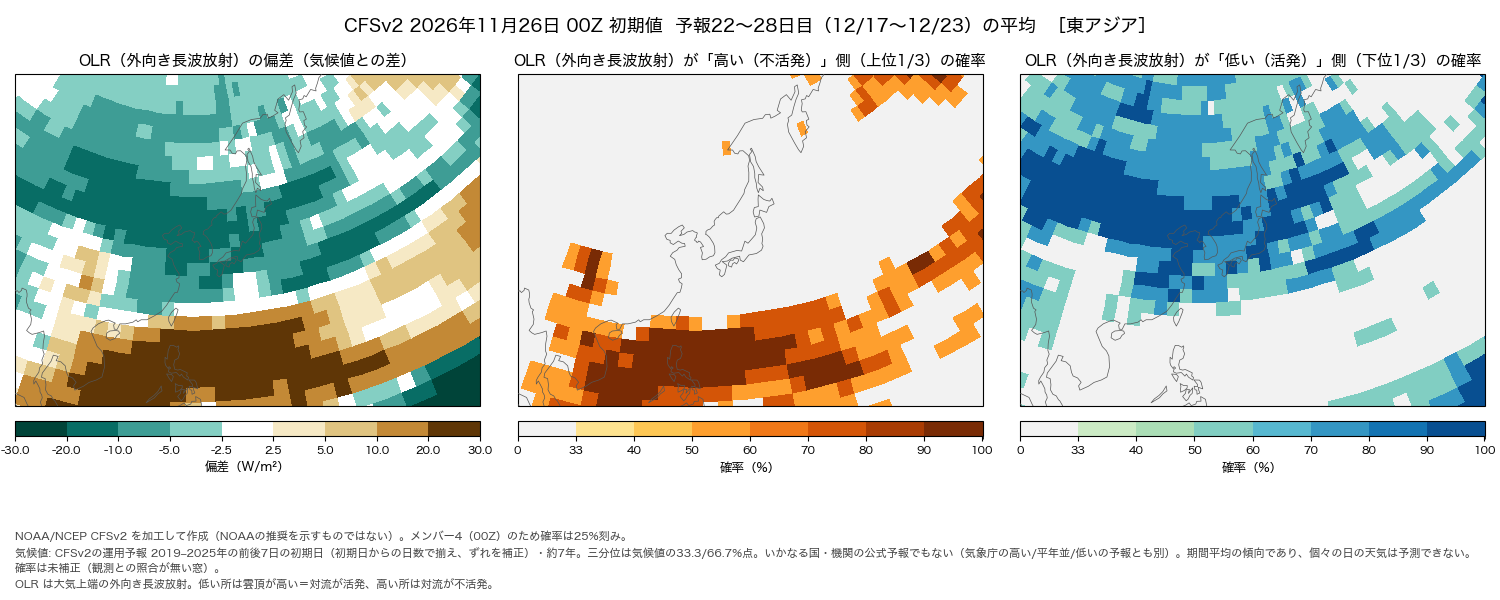 CFSv2 2026年11月26日 00Z 初期値 予報22～28日目（12/17～12/23）の平均 ［東アジア］
OLR（外向き長波放射）の偏差（気候値との差）
OLR（外向き長波放射）が「高い（不活発）」側（上位1/3）の確率
OLR（外向き長波放射）が「低い（活発）」側（下位1/3）の確率
-30.0 -20.0 -10.0 -5.0 -2.5 2.5 5.0 10.0 20.0 30.0
偏差（W/m²）
0 33 40 50 60 70 80 90 100
確率（%）
0 33 40 50 60 70 80 90 100
確率（%）
NOAA/NCEP CFSv2 を加工して作成（NOAAの推奨を示すものではない）。メンバー4（00Z）のため確率は25%刻み。
気候値: CFSv2の運用予報 2019–2025年の前後7日の初期日（初期日からの日数で揃え、ずれを補正）・約7年。三分位は気候値の33.3/66.7%点。いかなる国・機関の公式予報でもない（気象庁の高い/平年並/低いの予報とも別）。期間平均の傾向であり、個々の日の天気は予測できない。
確率は未補正（観測との照合が無い窓）。
OLR は大気上端の外向き長波放射。低い所は雲頂が高い＝対流が活発、高い所は対流が不活発。